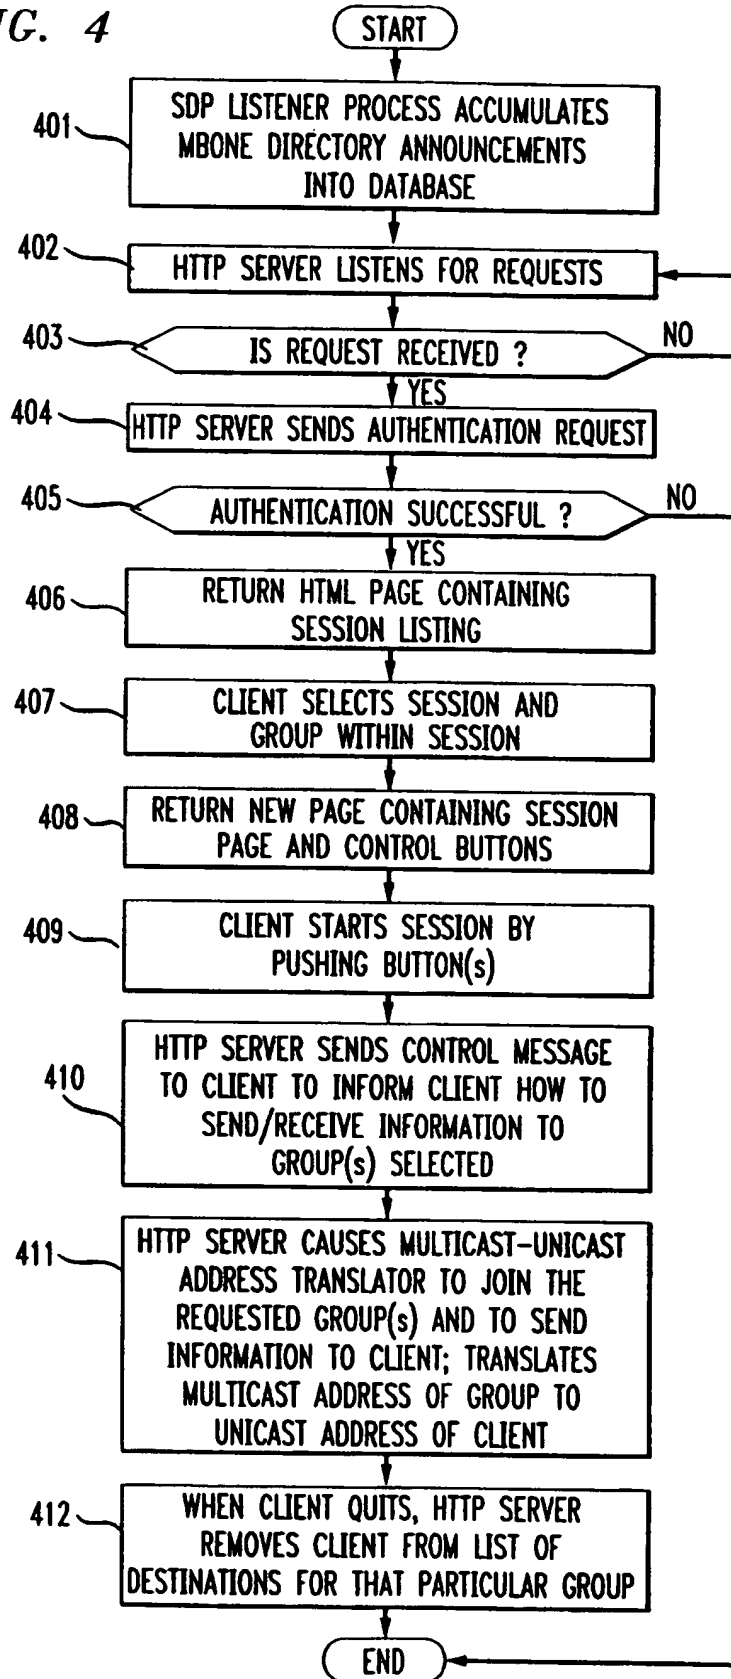 IG. 4
START
401
SDP LISTENER PROCESS ACCUMULATES
MBONE DIRECTORY ANNOUNCEMENTS
INTO DATABASE
402
HTTP SERVER LISTENS FOR REQUESTS
403
IS REQUEST RECEIVED ?
NO
YES
404
HTTP SERVER SENDS AUTHENTICATION REQUEST
405
AUTHENTICATION SUCCESSFUL ?
NO
YES
406
RETURN HTML PAGE CONTAINING
SESSION LISTING
407
CLIENT SELECTS SESSION AND
GROUP WITHIN SESSION
408
RETURN NEW PAGE CONTAINING SESSION
PAGE AND CONTROL BUTTONS
409
CLIENT STARTS SESSION BY
PUSHING BUTTON(s)
410
HTTP SERVER SENDS CONTROL MESSAGE
TO CLIENT TO INFORM CLIENT HOW TO
SEND/RECEIVE INFORMATION TO
GROUP(s) SELECTED
411
HTTP SERVER CAUSES MULTICAST-UNICAST
ADDRESS TRANSLATOR TO JOIN THE
REQUESTED GROUP(s) AND TO SEND
INFORMATION TO CLIENT; TRANSLATES
MULTICAST ADDRESS OF GROUP TO
UNICAST ADDRESS OF CLIENT
412
WHEN CLIENT QUITS, HTTP SERVER
REMOVES CLIENT FROM LIST OF
DESTINATIONS FOR THAT PARTICULAR GROUP
END